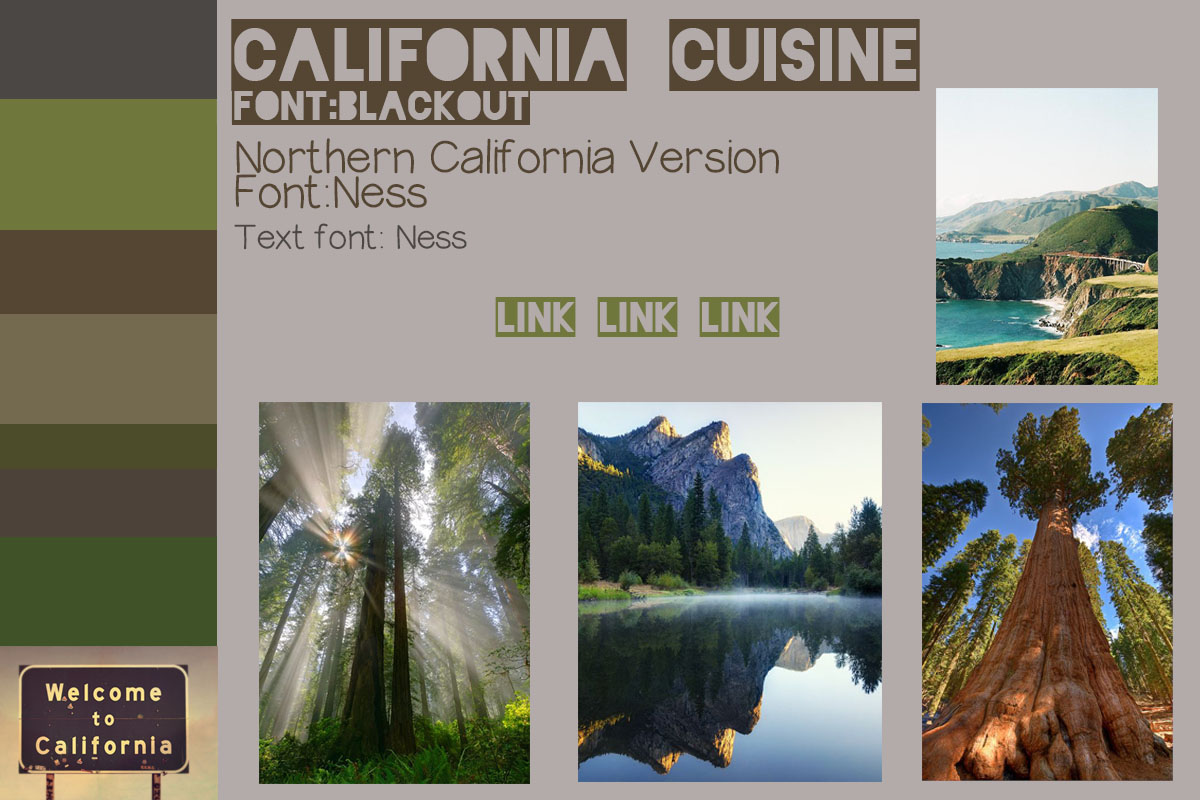 CALIFORNIA CUISINE
FONT:BLACKOUT
Northern California Version
Font:Ness
Text font: Ness
LINK LINK LINK
Welcome
to
California